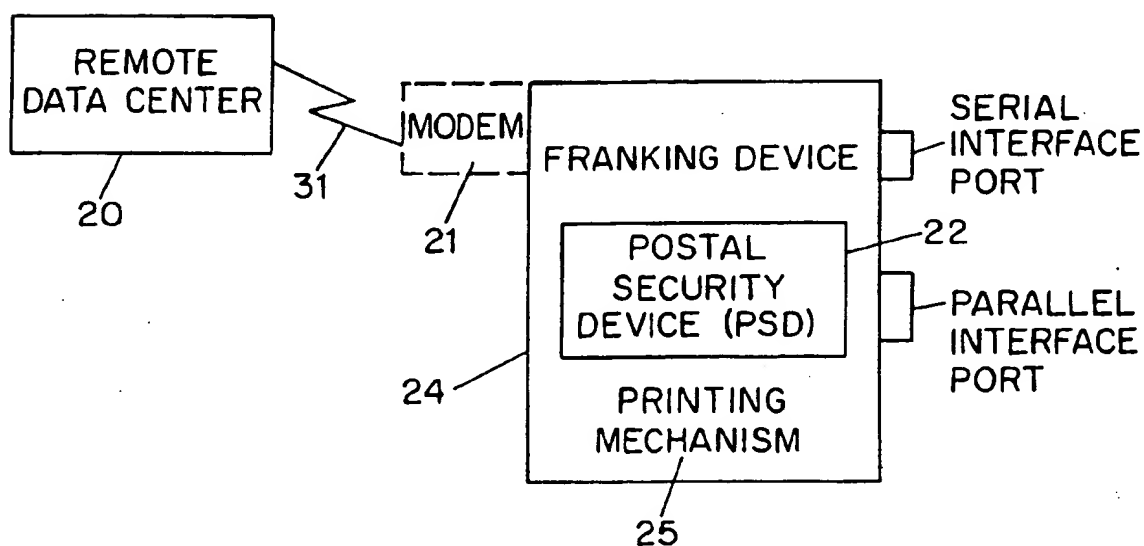 REMOTE
DATA CENTER
20
31
MODEM
21
FRANKING DEVICE
POSTAL
SECURITY
DEVICE (PSD)
22
24
PRINTING
MECHANISM
25
SERIAL
INTERFACE
PORT
PARALLEL
INTERFACE
PORT